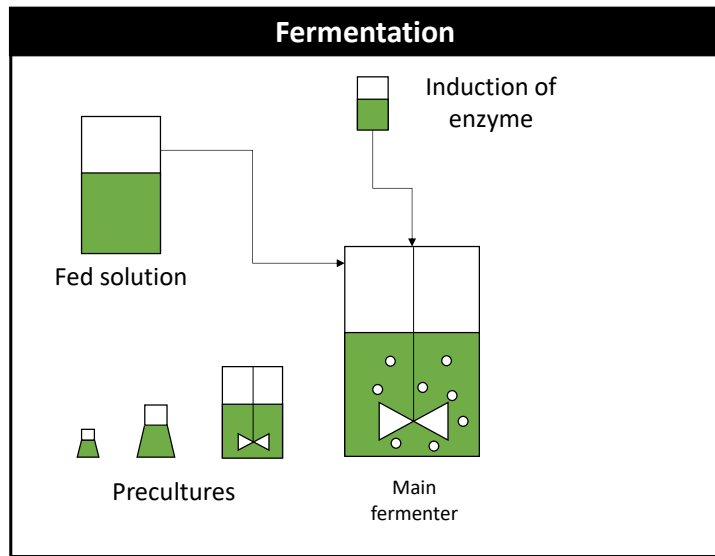 Fermentation
Induction of
enzyme
Fed solution
Precultures
Main
fermenter